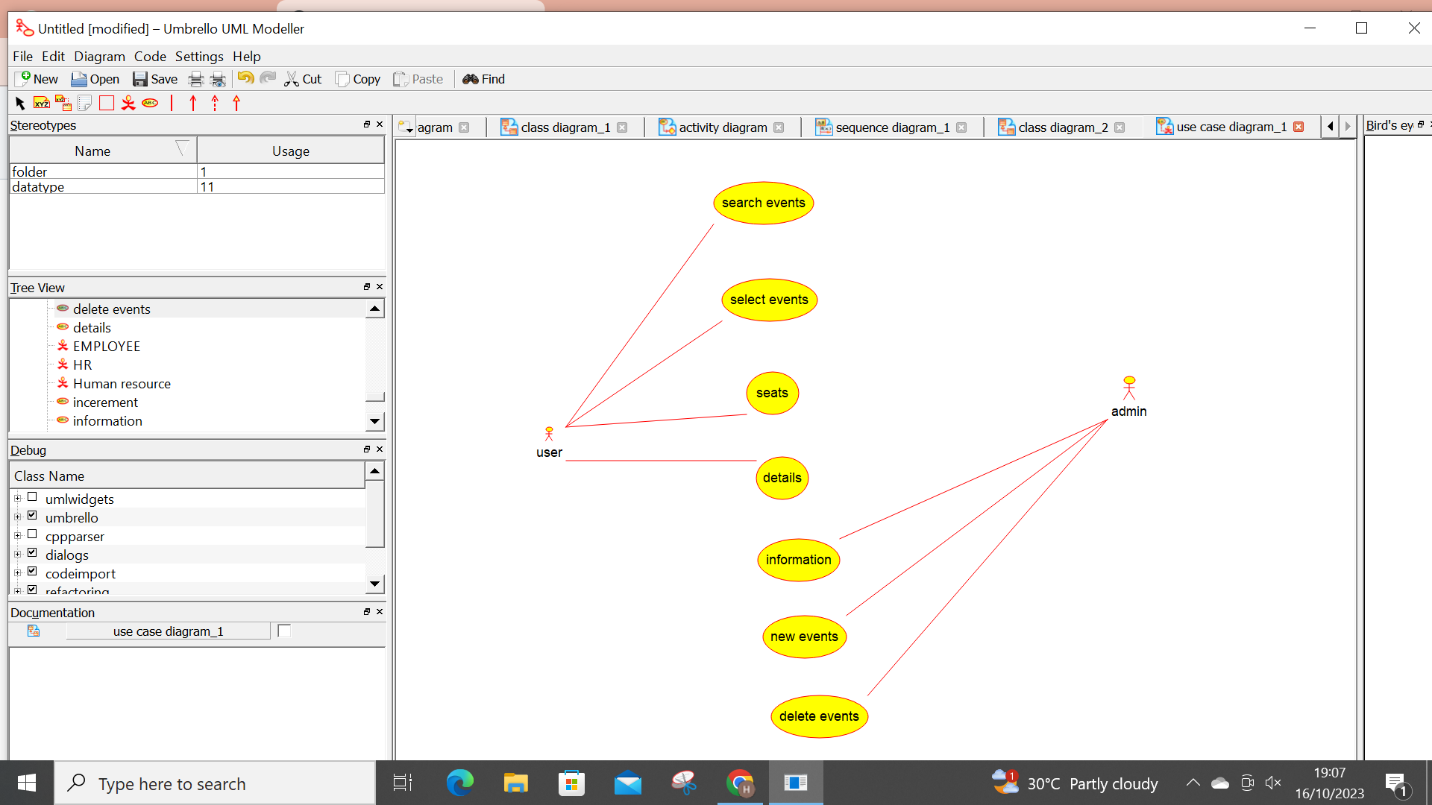 Untitled [modified] – Umbrello UML Modeller
File Edit Diagram Code Settings Help
New Open Save Cut Copy Paste Find
XYZ ABC
Stereotypes
Name Usage
folder 1
datatype 11
Tree View
delete events
details
EMPLOYEE
HR
Human resource
incerement
information
Debug
Class Name
umlwidgets
umbrello
cppparser
dialogs
codeimport
refactoring
Documentation
use case diagram_1
agram class diagram_1 activity diagram sequence diagram_1 class diagram_2 use case diagram_1
Bird's ey
search events
select events
seats
admin
user
details
information
new events
delete events
Type here to search
H
1
30°C Partly cloudy
19:07
16/10/2023
1